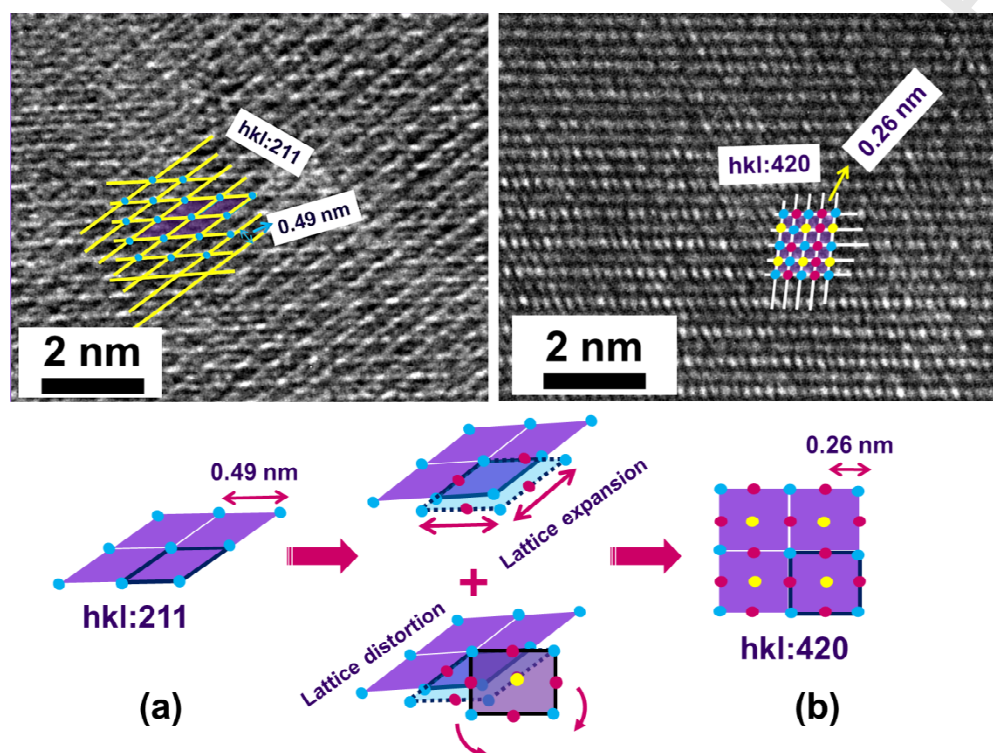 hkl:211
0.49 nm
2 nm
hkl:420
0.26 nm
2 nm
0.49 nm
hkl:211
Lattice expansion
+
Lattice distortion
0.26 nm
hkl:420
(a)
(b)